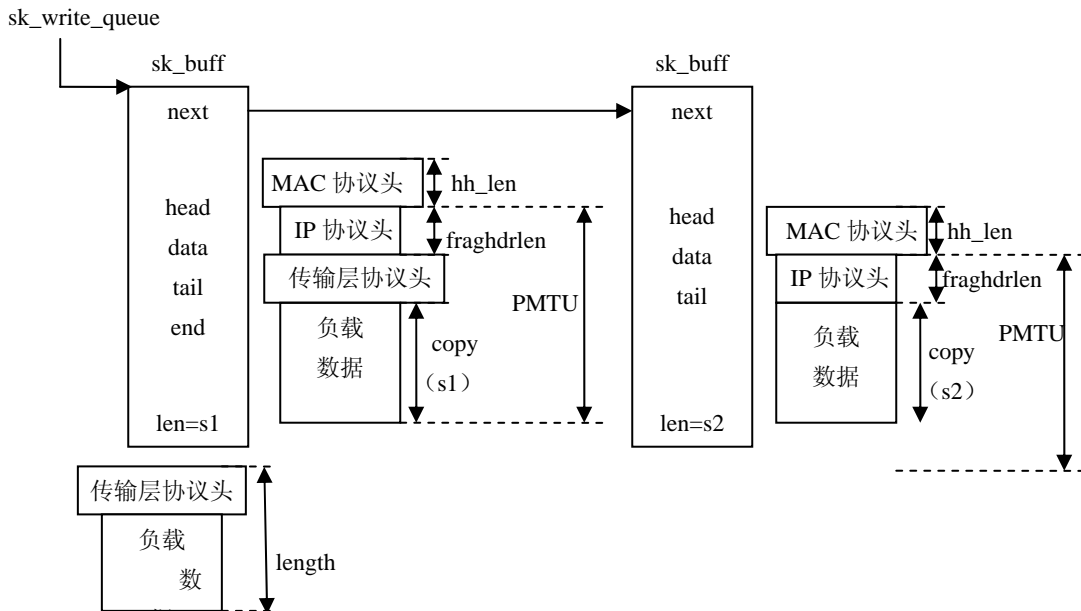 sk_write_queue
sk_buff
next
head
data
tail
end
len=s1
MAC 协议头
IP 协议头
传输层协议头
负载
数据
hh_len
fraghdrlen
copy
（s1）
PMTU
sk_buff
next
head
data
tail
len=s2
MAC 协议头
IP 协议头
负载
数据
hh_len
fraghdrlen
copy
（s2）
PMTU
传输层协议头
负载
数
length